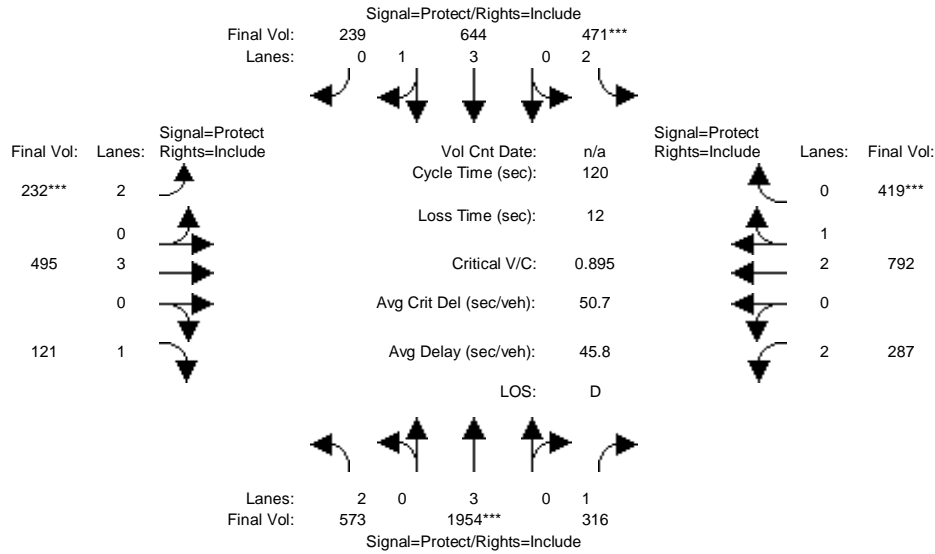 Signal=Protect/Rights=Include
Final Vol: 239 644 471***
Lanes: 0 1 3 0 2
Signal=Protect
Final Vol: Lanes: Rights=Include
Vol Cnt Date: n/a
Signal=Protect
Rights=Include Lanes: Final Vol:
Cycle Time (sec): 120
232*** 2
0 419***
Loss Time (sec): 12
0
1
495 3
Critical V/C: 0.895
2 792
0
Avg Crit Del (sec/veh): 50.7
0
121 1
Avg Delay (sec/veh): 45.8
2 287
LOS: D
Lanes: 2 0 3 0 1
Final Vol: 573 1954*** 316
Signal=Protect/Rights=Include